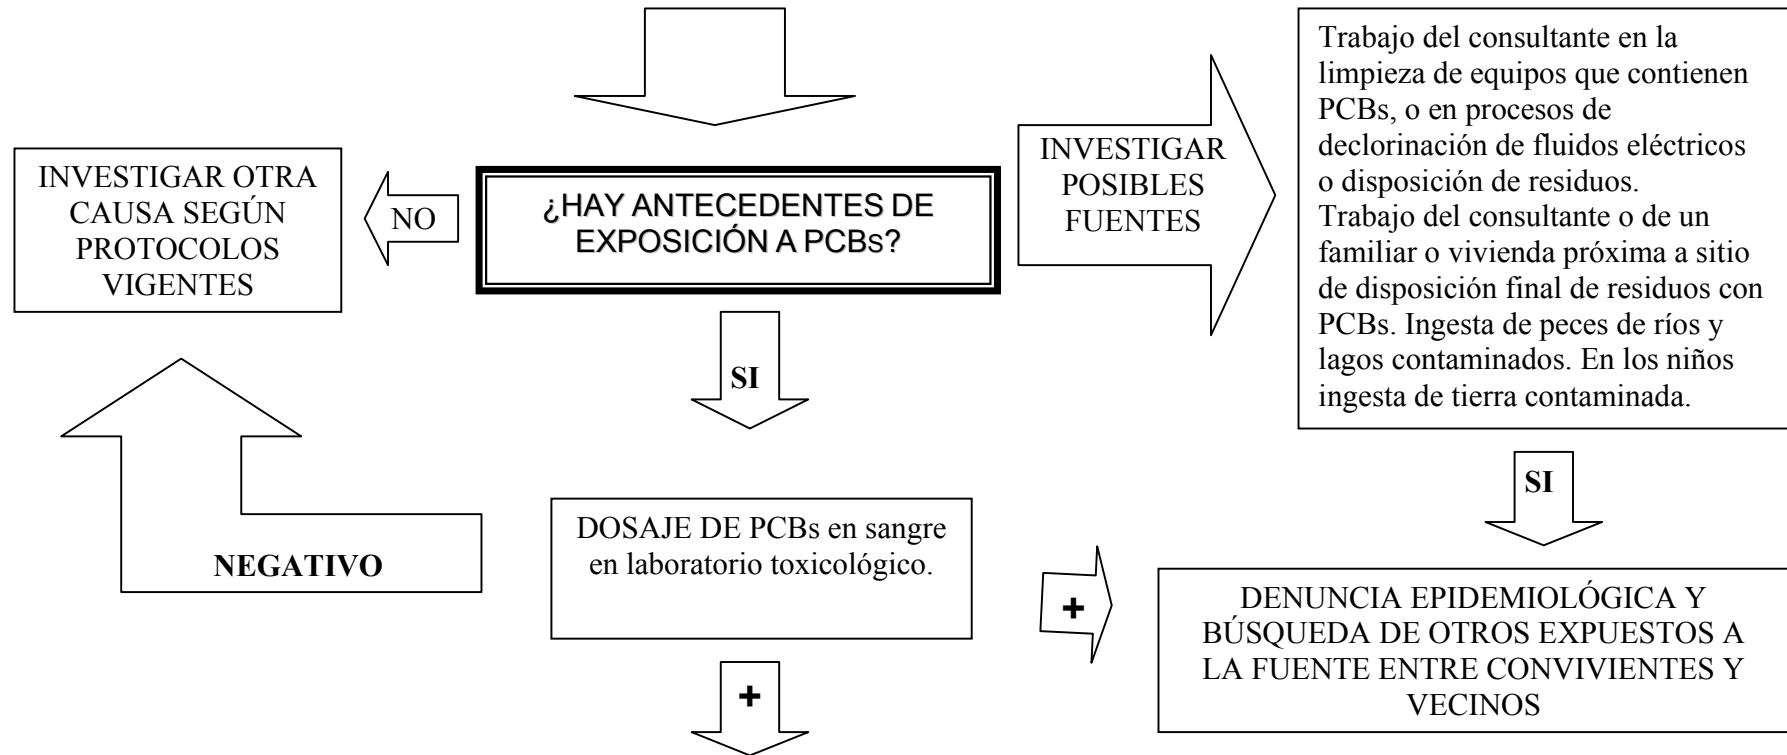 INVESTIGAR OTRA
CAUSA SEGÚN
PROTOCOLOS
VIGENTES
NO
¿HAY ANTECEDENTES DE
EXPOSICIÓN A PCBs?
INVESTIGAR
POSIBLES
FUENTES
Trabajo del consultante en la
limpieza de equipos que contienen
PCBs, o en procesos de
declorinación de fluidos eléctricos
o disposición de residuos.
Trabajo del consultante o de un
familiar o vivienda próxima a sitio
de disposición final de residuos con
PCBs. Ingesta de peces de ríos y
lagos contaminados. En los niños
ingesta de tierra contaminada.
SI
SI
NEGATIVO
DOSAJE DE PCBs en sangre
en laboratorio toxicológico.
+
DENUNCIA EPIDEMIOLÓGICA Y
BÚSQUEDA DE OTROS EXPUESTOS A
LA FUENTE ENTRE CONVIVIENTES Y
VECINOS
+